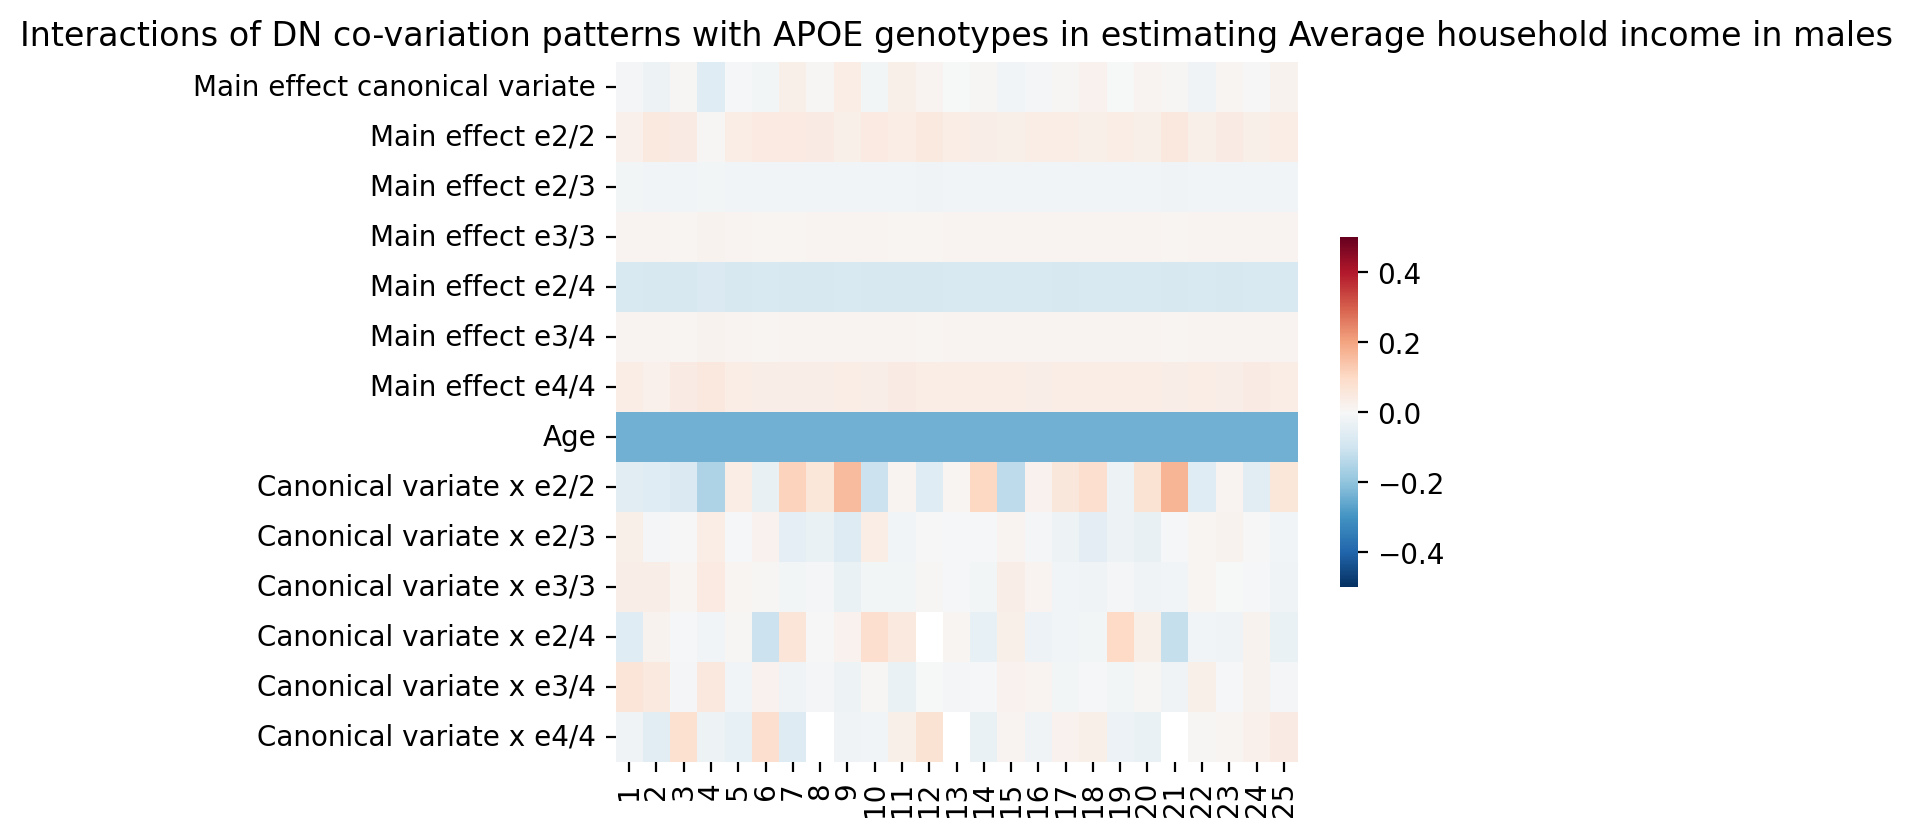 Interactions of DN co-variation patterns with APOE genotypes in estimating Average household income in males
Main effect canonical variate
Main effect e2/2
Main effect e2/3
Main effect e3/3
Main effect e2/4
Main effect e3/4
Main effect e4/4
Age
Canonical variate x e2/2
Canonical variate x e2/3
Canonical variate x e3/3
Canonical variate x e2/4
Canonical variate x e3/4
Canonical variate x e4/4
1 2 3 4 5 6 7 8 9 10 11 12 13 14 15 16 17 18 19 20 21 22 23 24 25
0.4
0.2
0.0
−0.2
−0.4